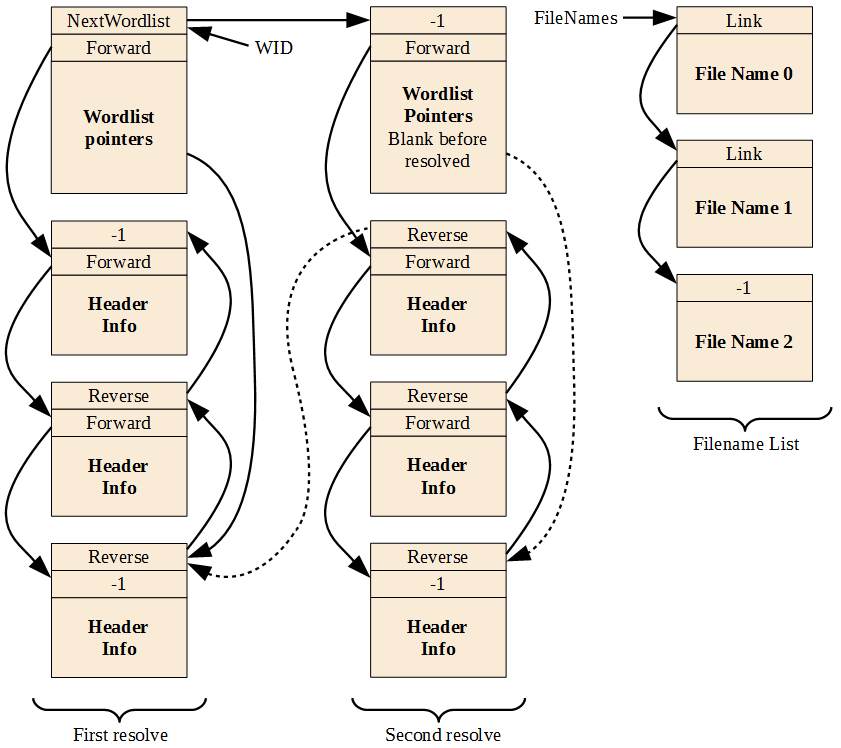 NextWordlist
Forward
Wordlist
pointers
WID
-1
Forward
Header
Info
Reverse
Forward
Header
Info
Reverse
-1
Header
Info
First resolve
-1
Forward
Wordlist
Pointers
Blank before
resolved
Reverse
Forward
Header
Info
Reverse
Forward
Header
Info
Reverse
-1
Header
Info
Second resolve
FileNames
Link
File Name 0
Link
File Name 1
-1
File Name 2
Filename List